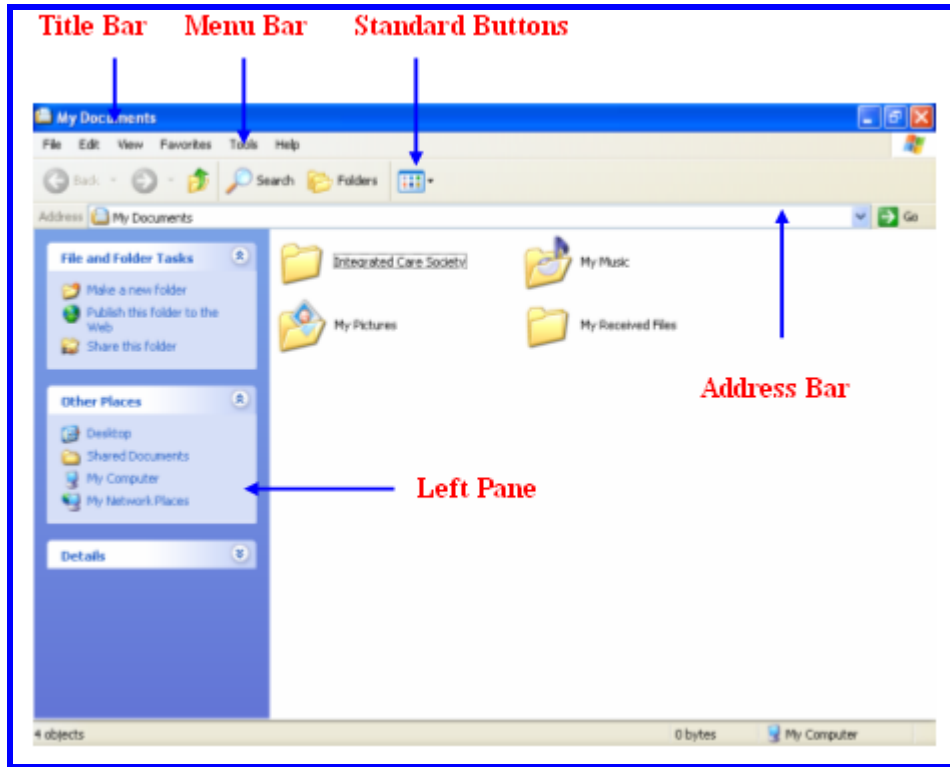 Title Bar Menu Bar Standard Buttons
My Documents
File Edit View Favorites Tools Help
Back Search Folders
Address My Documents Go
File and Folder Tasks
Make a new folder
Publish this folder to the
Web
Share this folder
Integrated Care Society My Music
My Pictures My Received Files
Address Bar
Other Places
Desktop
Shared Documents
My Computer
My Network Places
Left Pane
Details
4 objects 0 bytes My Computer